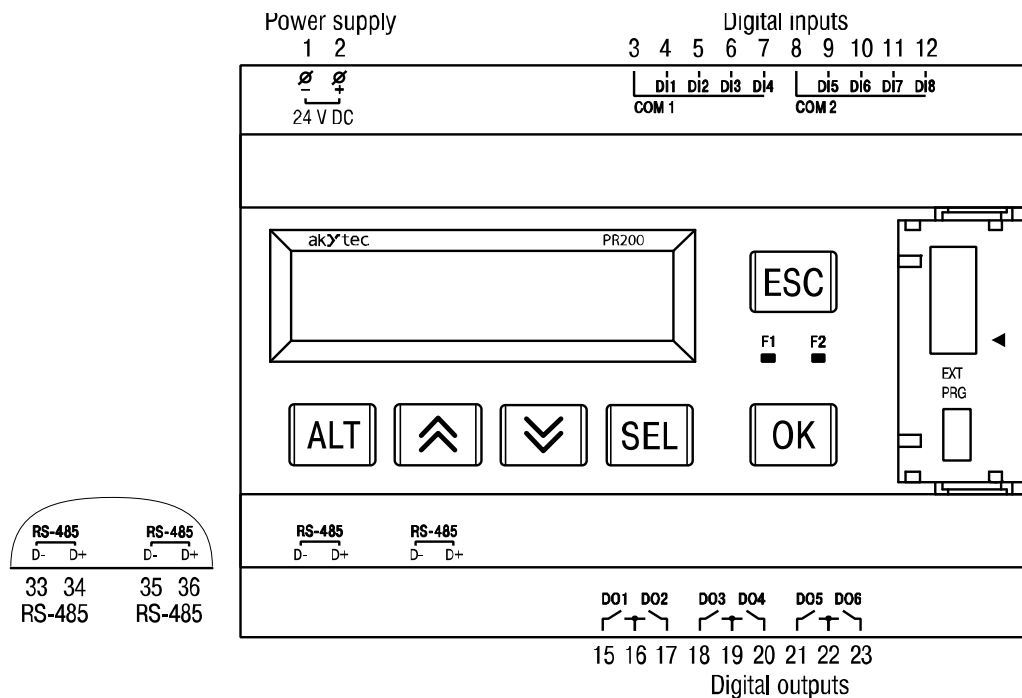 Power supply
Digital inputs
1 2
3 4 5 6 7 8 9 10 11 12
- +
24 V DC
DI1 DI2 DI3 DI4 DI5 DI6 DI7 DI8
COM 1 COM 2
akYtec PR200
ESC
F1 F2
EXT
PRG
ALT SEL OK
RS-485 RS-485 RS-485 RS-485
D- D+ D- D+ D- D+ D- D+
33 34 35 36
RS-485 RS-485
DO1 DO2 DO3 DO4 DO5 DO6
15 16 17 18 19 20 21 22 23
Digital outputs